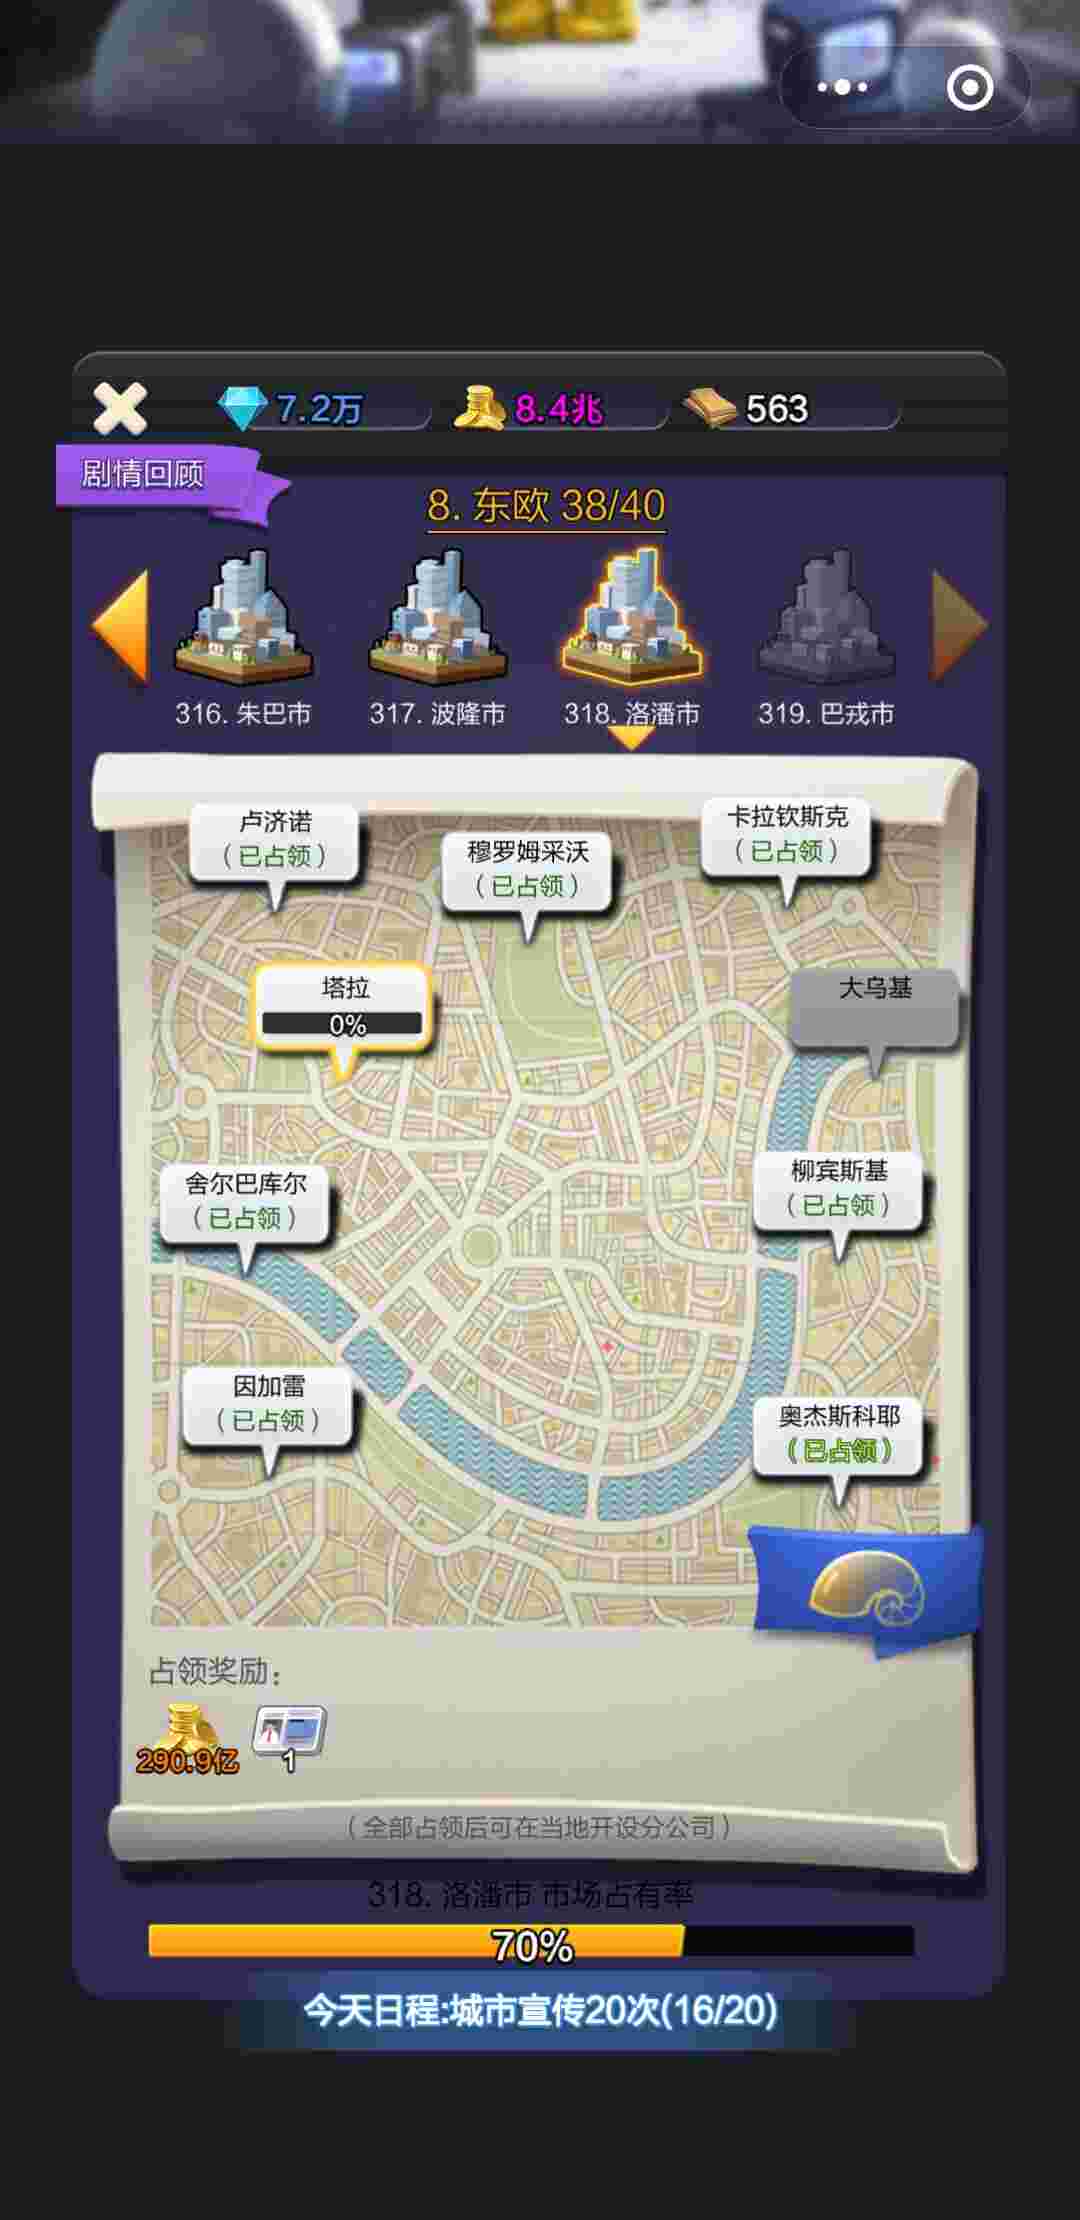 7.2万
8.4兆
563
剧情回顾
8. 东欧 38/40
316. 朱巴市
317. 波隆市
318. 洛潘市
319. 巴戎市
卢济诺
（已占领）
穆罗姆采沃
（已占领）
卡拉钦斯克
（已占领）
塔拉
0%
大乌基
舍尔巴库尔
（已占领）
柳宾斯基
（已占领）
因加雷
（已占领）
奥杰斯科耶
（已占领）
占领奖励：
290.9亿
1
（全部占领后可在当地开设分公司）
318. 洛潘市 市场占有率
70%
今天日程:城市宣传20次(16/20)